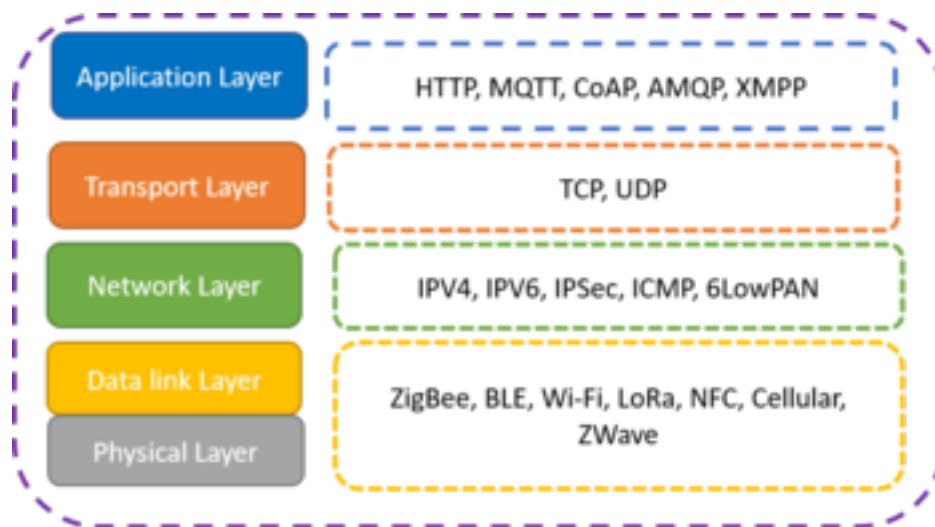 Application Layer
HTTP, MQTT, CoAP, AMQP, XMPP
Transport Layer
TCP, UDP
Network Layer
IPV4, IPV6, IPSec, ICMP, 6LowPAN
Data link Layer
Physical Layer
ZigBee, BLE, Wi-Fi, LoRa, NFC, Cellular,
ZWave